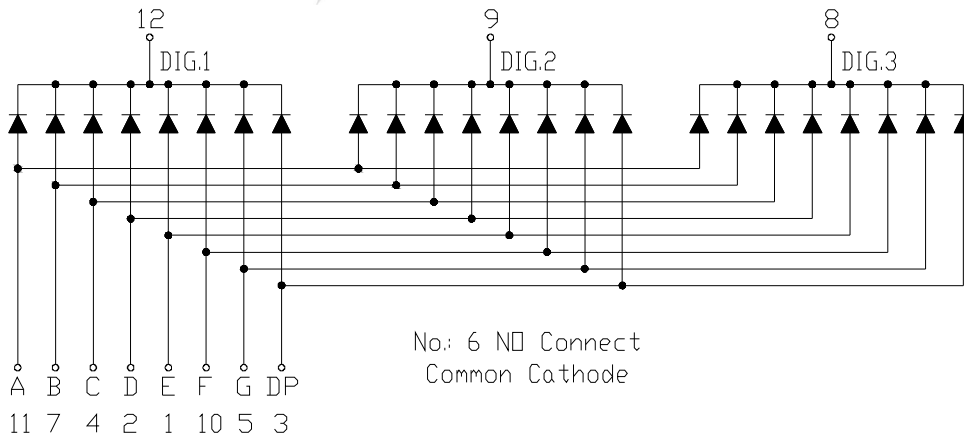 12 9 8
DIG.1 DIG.2 DIG.3
No.: 6 NO Connect
Common Cathode
A B C D E F G DP
11 7 4 2 1 10 5 3